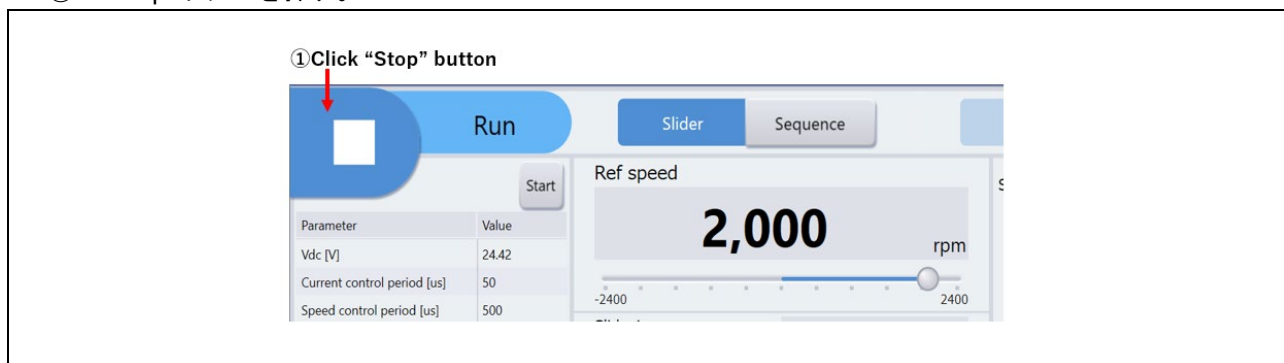 ①Click “Stop” button
Run
Slider
Sequence
Start
Ref speed
2,000
rpm
Parameter
Value
Vdc [V]
24.42
Current control period [us]
50
-2400
2400
Speed control period [us]
500